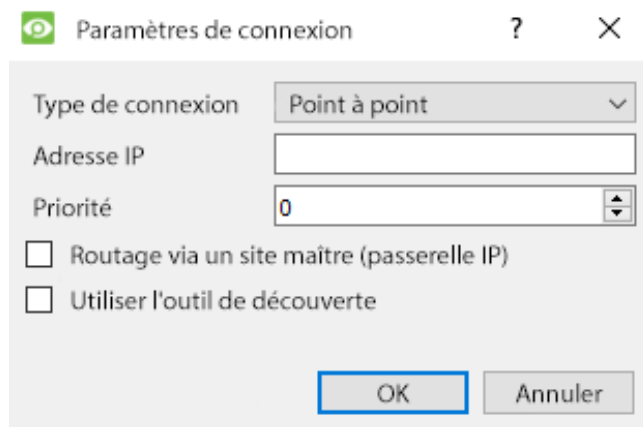 Paramètres de connexion ?
Type de connexion Point à point
Adresse IP
Priorité 0
Routage via un site maître (passerelle IP)
Utiliser l'outil de découverte
OK Annuler